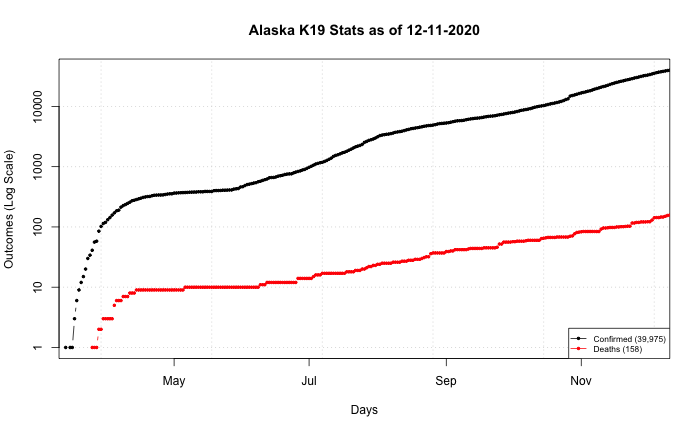 Alaska K19 Stats as of 12-11-2020
Outcomes (Log Scale)
10000
1000
100
10
1
Confirmed (39,975)
Deaths (158)
May
Jul
Sep
Nov
Days